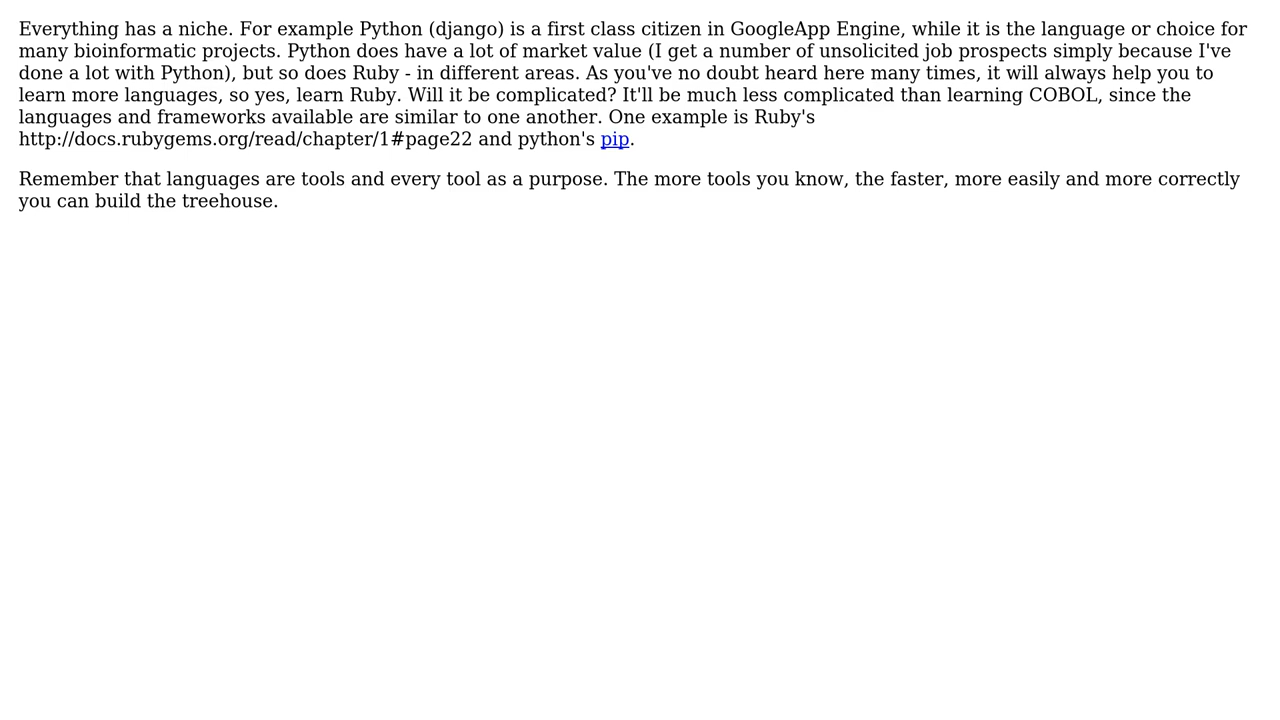 Everything has a niche. For example Python (django) is a first class citizen in GoogleApp Engine, while it is the language or choice for
many bioinformatic projects. Python does have a lot of market value (I get a number of unsolicited job prospects simply because I've
done a lot with Python), but so does Ruby - in different areas. As you've no doubt heard here many times, it will always help you to
learn more languages, so yes, learn Ruby. Will it be complicated? It'll be much less complicated than learning COBOL, since the
languages and frameworks available are similar to one another. One example is Ruby's
http://docs.rubygems.org/read/chapter/1#page22 and python's pip.
Remember that languages are tools and every tool as a purpose. The more tools you know, the faster, more easily and more correctly
you can build the treehouse.